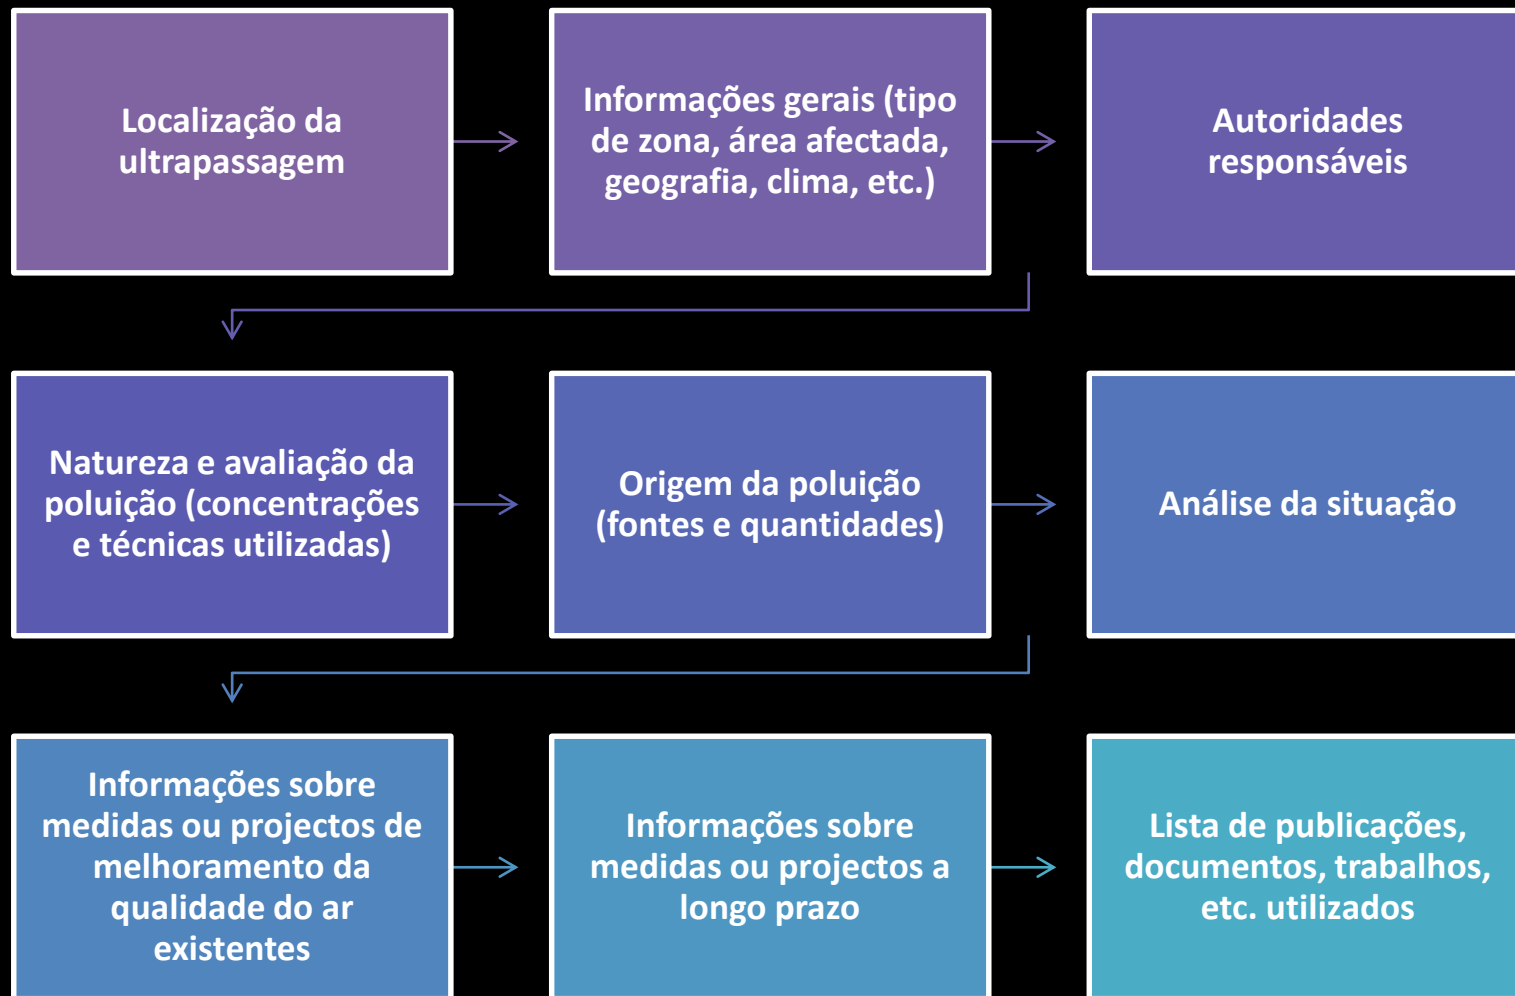 Localização da
ultrapassagem
Informações gerais (tipo
de zona, área afectada,
geografia, clima, etc.)
Autoridades
responsáveis
Natureza e avaliação da
poluição (concentrações
e técnicas utilizadas)
Origem da poluição
(fontes e quantidades)
Análise da situação
Informações sobre
medidas ou projectos de
melhoramento da
qualidade do ar
existentes
Informações sobre
medidas ou projectos a
longo prazo
Lista de publicações,
documentos, trabalhos,
etc. utilizados